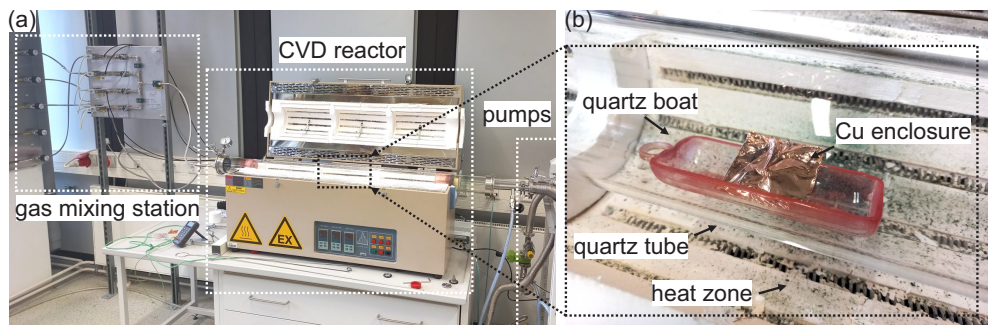 (a)
CVD reactor
pumps
gas mixing station
EX
(b)
quartz boat
Cu enclosure
quartz tube
heat zone